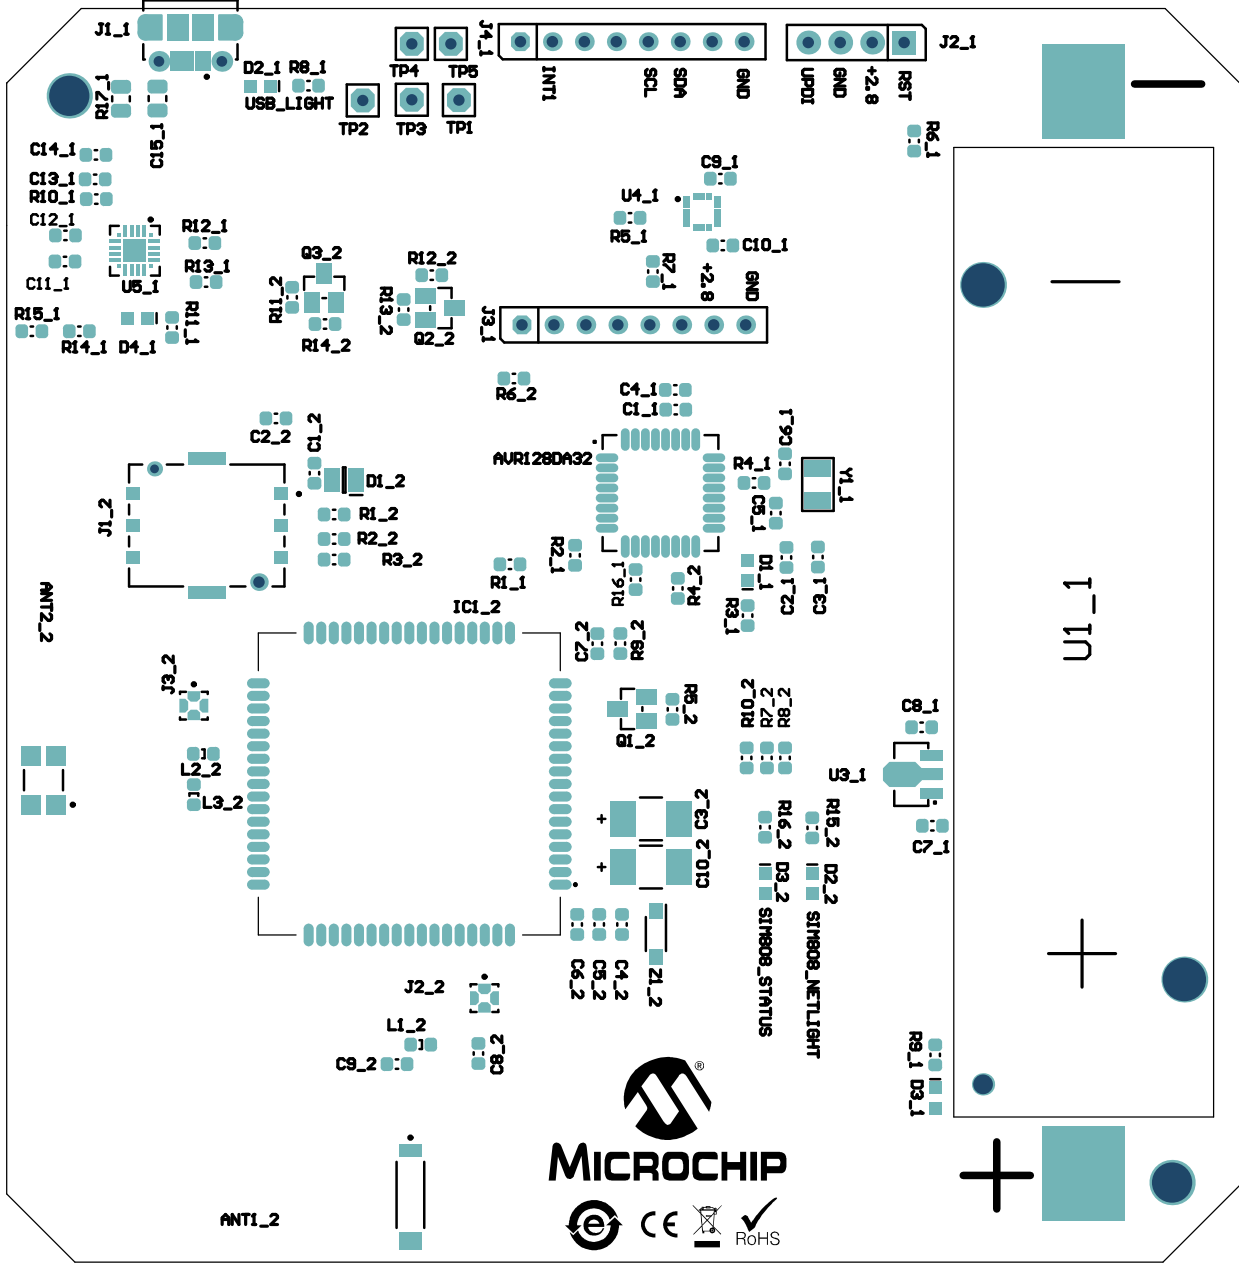 J1_1
TP4
TP5
J4_1
INT1
SCL
SDA
GND
UPDI
GND
+2.8
RST
J2_1
R17_1
C15_1
D2_1
R8_1
USB_LIGHT
TP2
TP3
TP1
R6_1
C14_1
C13_1
R10_1
C12_1
C11_1
U5_1
R12_1
R13_1
R15_1
R14_1
D4_1
R11_1
Q3_2
R11_2
R14_2
R12_2
R13_2
Q2_2
C9_1
U4_1
R5_1
C10_1
R7_1
+2.8
GND
J3_1
R6_2
C4_1
C1_1
AVR128DA32
C6_1
R4_1
Y1_1
C5_1
C2_2
C1_2
D1_2
J1_2
R1_2
R2_2
R3_2
R1_1
R2_1
R16_1
R4_2
D1_1
C2_1
C3_1
R3_1
U1_1
ANT2_2
IC1_2
C7_2
R9_2
J3_2
L2_2
L3_2
R5_2
Q1_2
R10_2
R7_2
R8_2
C8_1
U3_1
C7_1
+
C3_2
+
C10_2
R16_2
R15_2
D3_2
D2_2
SIM808_STATUS
SIM808_NETLIGHT
C6_2
C5_2
C4_2
Z1_2
J2_2
L1_2
C9_2
C8_2
R9_1
D3_1
®
MICROCHIP
ANT1_2
e
CE
RoHS